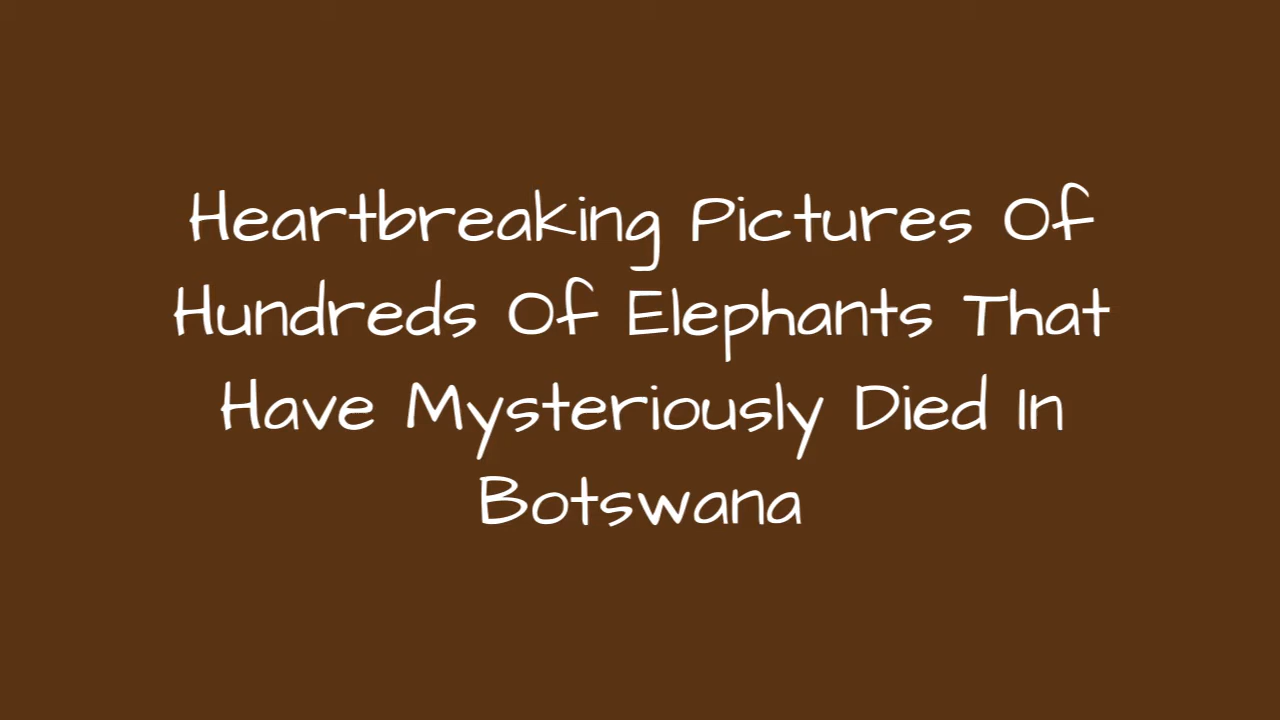 Heartbreaking Pictures Of
Hundreds Of Elephants That
Have Mysteriously Died In
Botswana